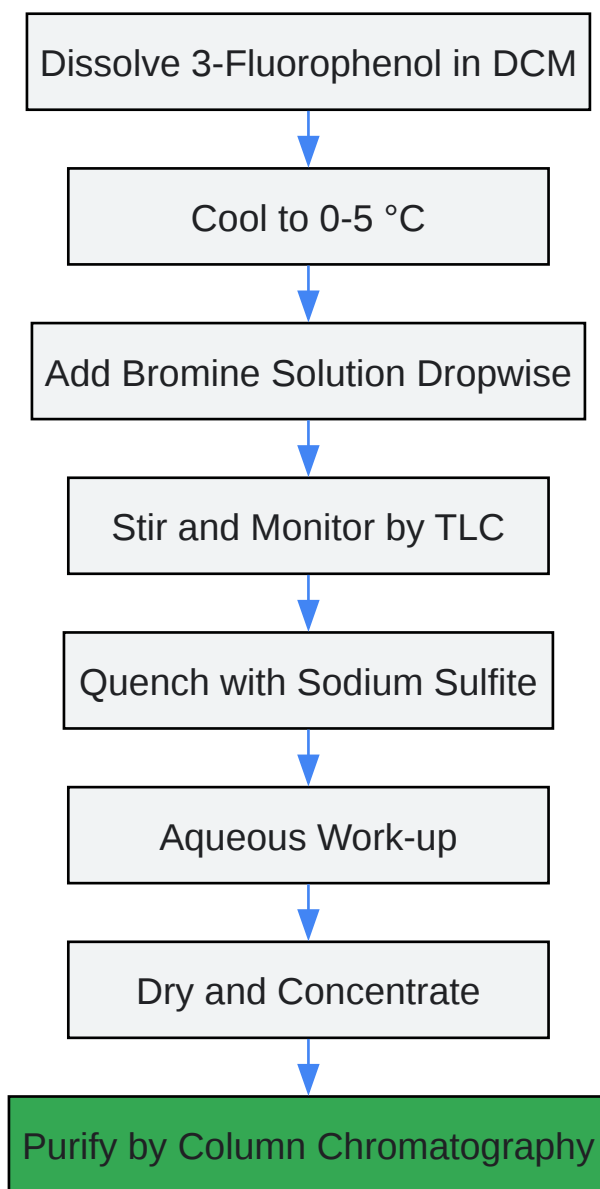 Dissolve 3-Fluorophenol in DCM
Cool to 0-5 °C
Add Bromine Solution Dropwise
Stir and Monitor by TLC
Quench with Sodium Sulfite
Aqueous Work-up
Dry and Concentrate
Purify by Column Chromatography